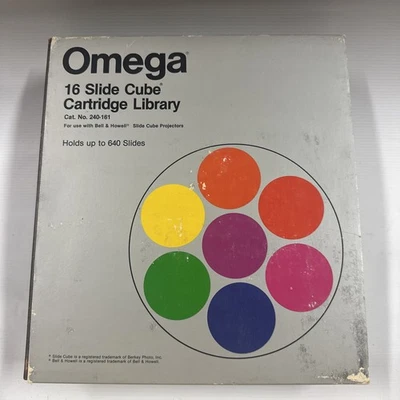 Omega®
16 Slide Cube®
Cartridge Library
Cat. No. 240-161
For use with Bell & Howell® Slide Cube Projectors
Holds up to 640 Slides
® Slide Cube is a registered trademark of Berkey Photo, Inc.
® Bell & Howell is a registered trademark of Bell & Howell.